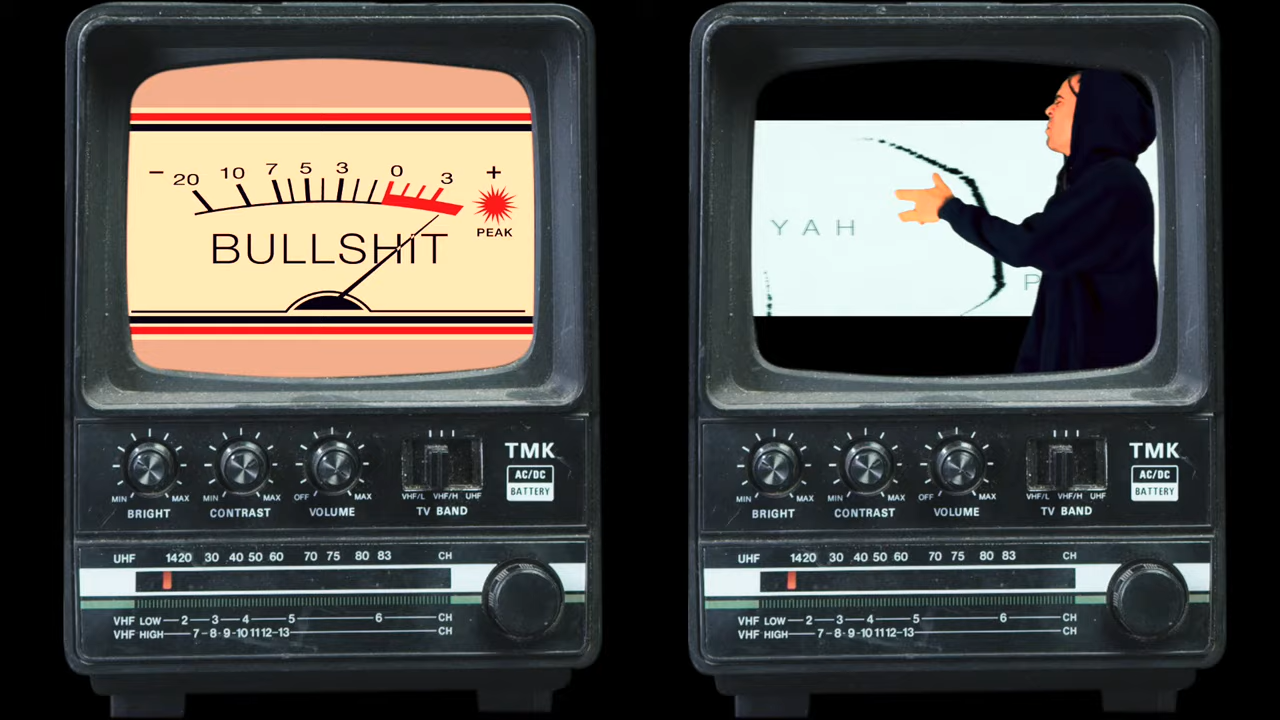 − 20 10 7 5 3 0 3 +
PEAK
BULLSHIT
MIN MAX MIN MAX OFF MAX VHF/L VHF/H UHF
BRIGHT CONTRAST VOLUME TV BAND
TMK
AC/DC
BATTERY
UHF 1420 30 40 50 60 70 75 80 83 CH
VHF LOW 2 3 4 5 6 CH
VHF HIGH 7-8-9-10 11 12-13 CH
YAH
P
MIN MAX MIN MAX OFF MAX VHF/L VHF/H UHF
BRIGHT CONTRAST VOLUME TV BAND
TMK
AC/DC
BATTERY
UHF 1420 30 40 50 60 70 75 80 83 CH
VHF LOW 2 3 4 5 6 CH
VHF HIGH 7-8-9-10 11 12-13 CH